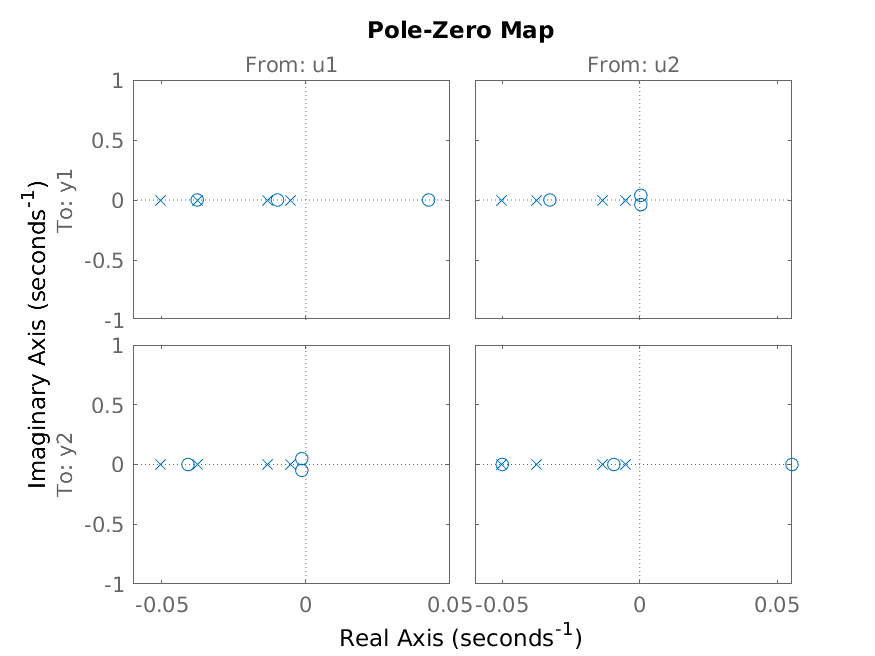 Pole-Zero Map
From: u1
From: u2
1
0.5
0
-0.5
-1
To: y1
1
0.5
0
-0.5
-1
To: y2
Imaginary Axis (seconds-1)
-0.05
0
0.05
-0.05
0
0.05
Real Axis (seconds-1)